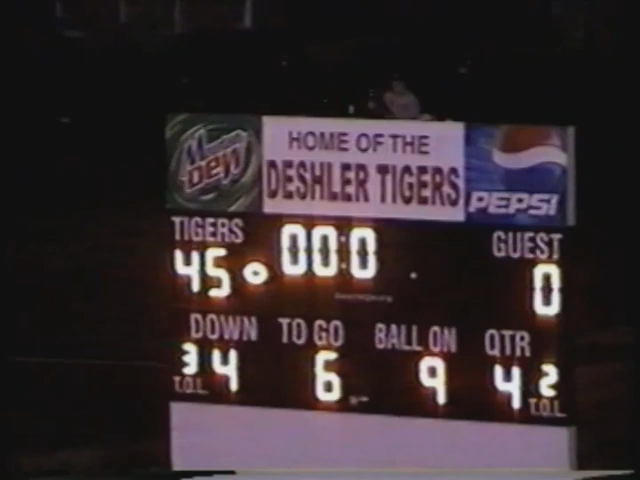 Mountain Dew
HOME OF THE
DESHLER TIGERS
PEPSI
TIGERS
00:0
GUEST
45
0
DOWN TO GO BALL ON QTR
3 4 6 9 4 2
T.O.L. T.O.L.